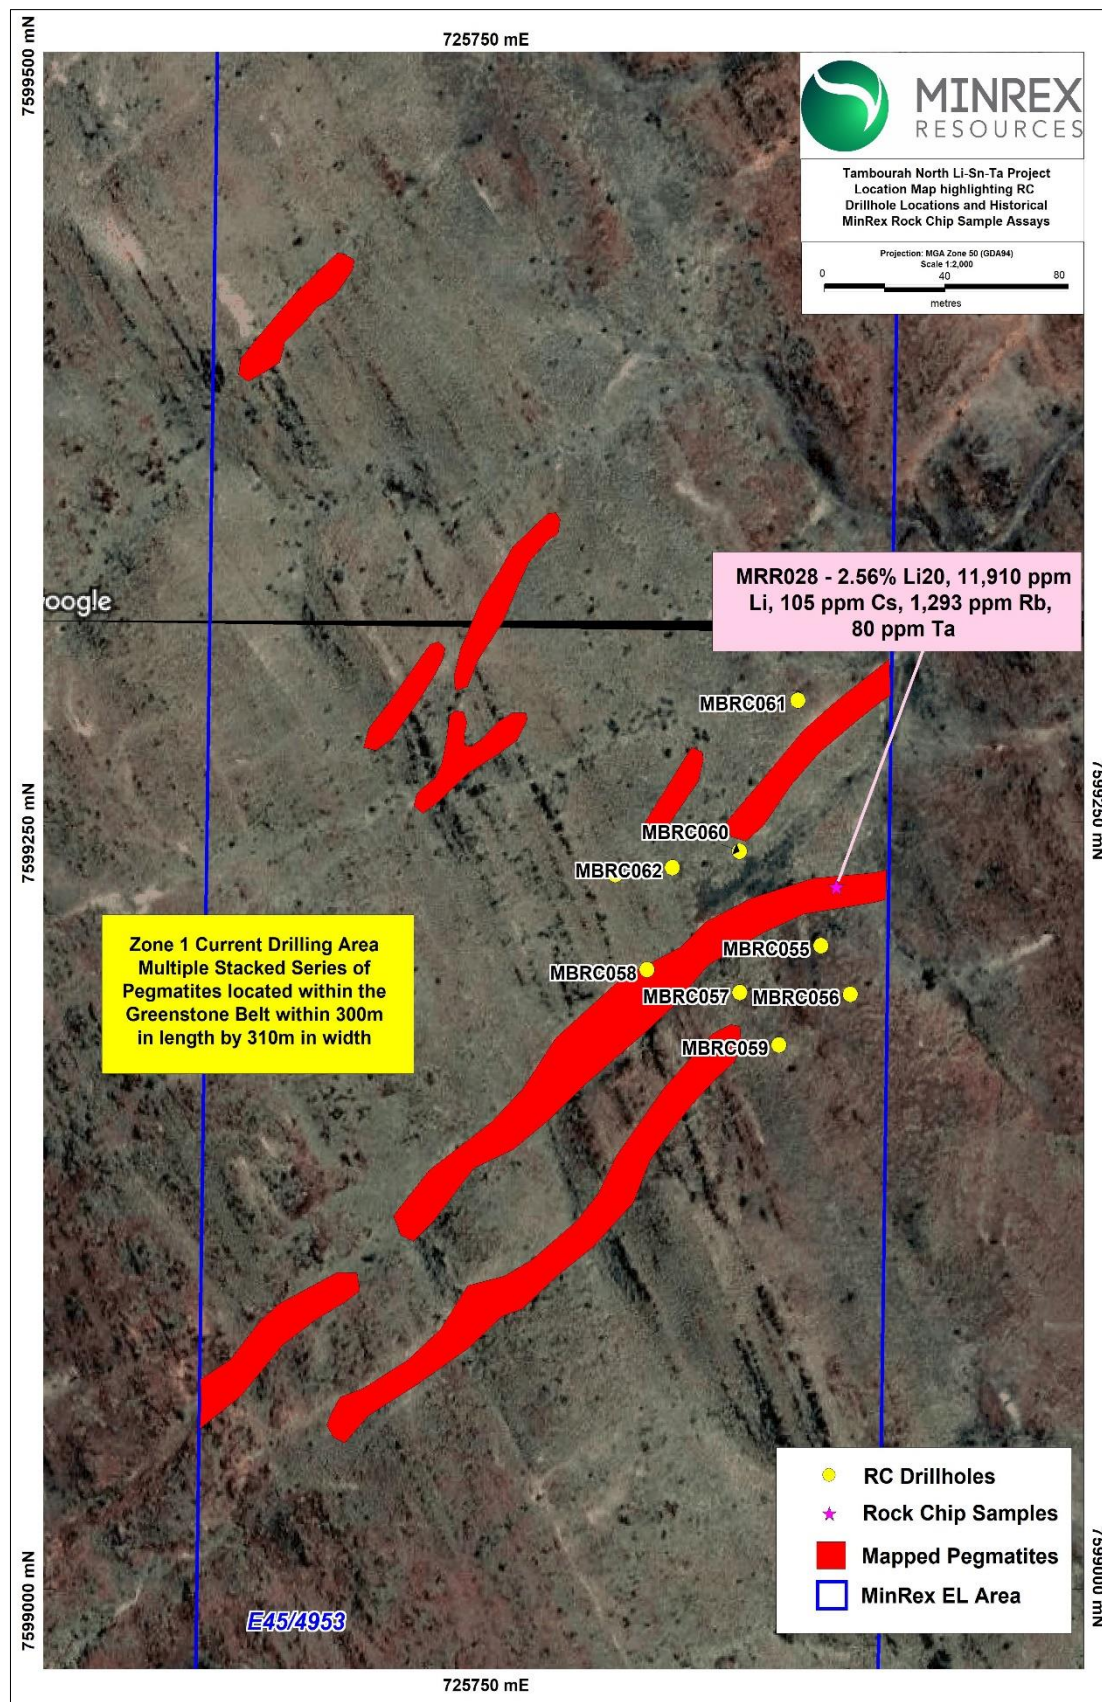 725750 mE
7599500 mN
MINREX
RESOURCES
Tambourah North Li-Sn-Ta Project
Location Map highlighting RC
Drillhole Locations and Historical
MinRex Rock Chip Sample Assays
Projection: MGA Zone 50 (GDA94)
Scale 1:2,000
0 40 80
metres
oogle
MRR028 - 2.56% Li20, 11,910 ppm
Li, 105 ppm Cs, 1,293 ppm Rb,
80 ppm Ta
MBRC061
7599250 mN
7599250 mN
MBRC060
MBRC062
MBRC055
MBRC058
MBRC057
MBRC056
MBRC059
Zone 1 Current Drilling Area
Multiple Stacked Series of
Pegmatites located within the
Greenstone Belt within 300m
in length by 310m in width
RC Drillholes
Rock Chip Samples
Mapped Pegmatites
MinRex EL Area
7599000 mN
7599000 mN
E45/4953
725750 mE